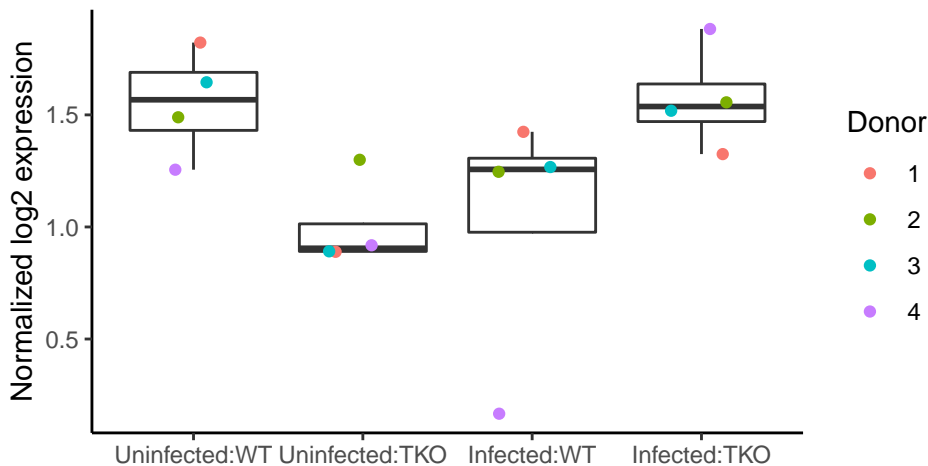 Normalized log2 expression
1.5
1.0
0.5
Uninfected:WT
Uninfected:TKO
Infected:WT
Infected:TKO
Donor
1
2
3
4